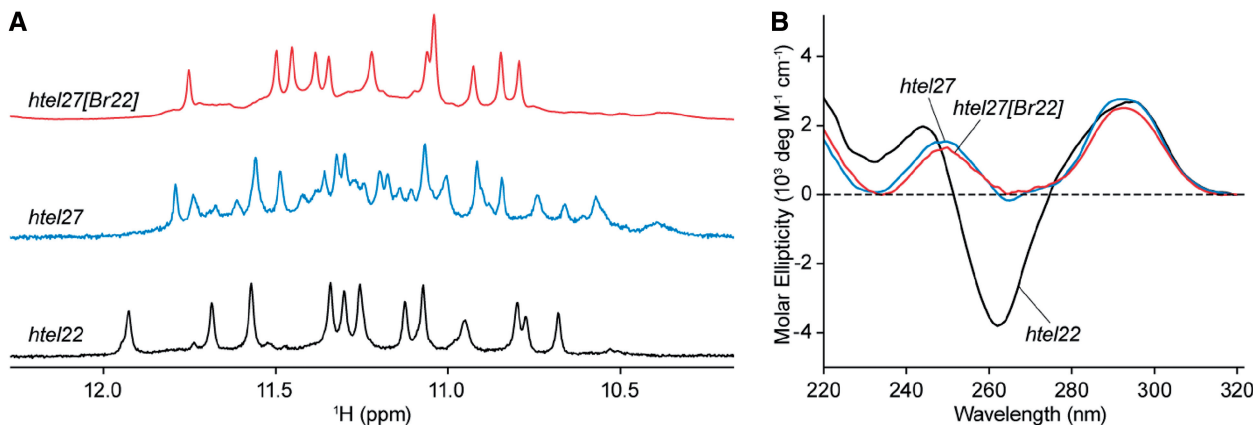 A
htel27[Br22]
htel27
htel22
12.0 11.5 11.0 10.5
¹H (ppm)
B
Molar Ellipticity (10³ deg M⁻¹ cm⁻¹)
4
2
0
-2
-4
htel27
htel27[Br22]
htel22
220 240 260 280 300 320
Wavelength (nm)